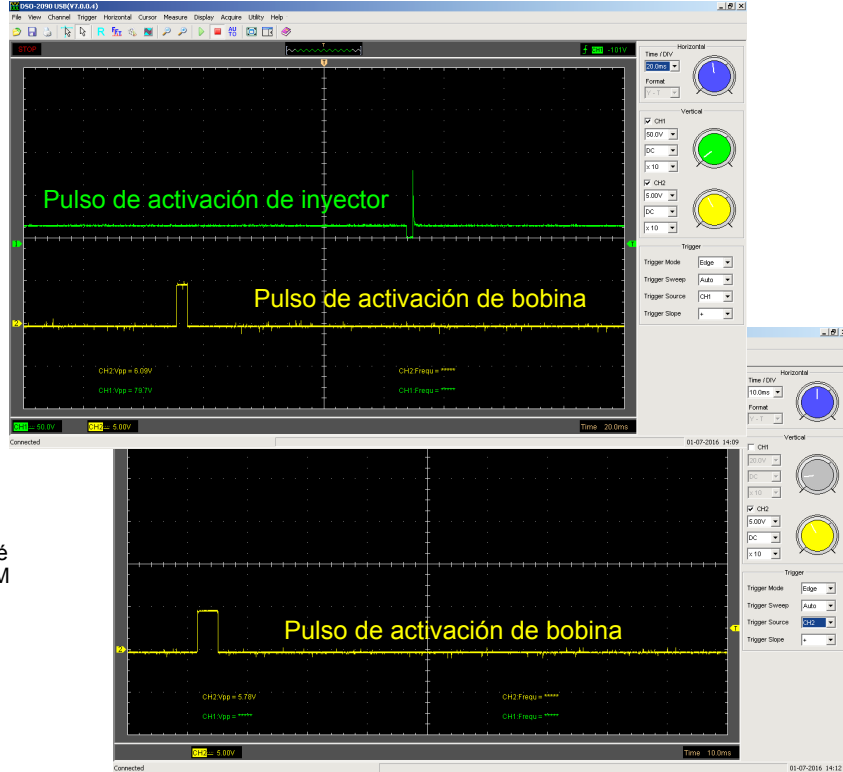 DSO-2090 USB(V7.0.0.4)
File View Channel Trigger Horizontal Cursor Measure Display Acquire Utility Help
R FFT AU TO
STOP
T
CH1 -101V
T
Pulso de activación de inyector
1
T
Pulso de activación de bobina
2
CH2:Vpp = 6.09V
CH2:Frequ = *****
CH1:Vpp = 79.7V
CH1:Frequ = *****
CH1 50.0V
CH2 5.00V
Time 20.0ms
Connected
01-07-2016 14:09
Horizontal
Time / DIV
20.0ms
Format
Y - T
Vertical
CH1
50.0V
DC
x 10
CH2
5.00V
DC
x 10
Trigger
Trigger Mode Edge
Trigger Sweep Auto
Trigger Source CH1
Trigger Slope +
é
M
Pulso de activación de bobina
2
T
CH2:Vpp = 5.78V
CH2:Frequ = *****
CH1:Vpp = *****
CH1:Frequ = *****
CH2 5.00V
Time 10.0ms
Connected
01-07-2016 14:12
Horizontal
Time / DIV
10.0ms
Format
Y - T
Vertical
CH1
20.0V
DC
x 10
CH2
5.00V
DC
x 10
Trigger
Trigger Mode Edge
Trigger Sweep Auto
Trigger Source CH2
Trigger Slope +